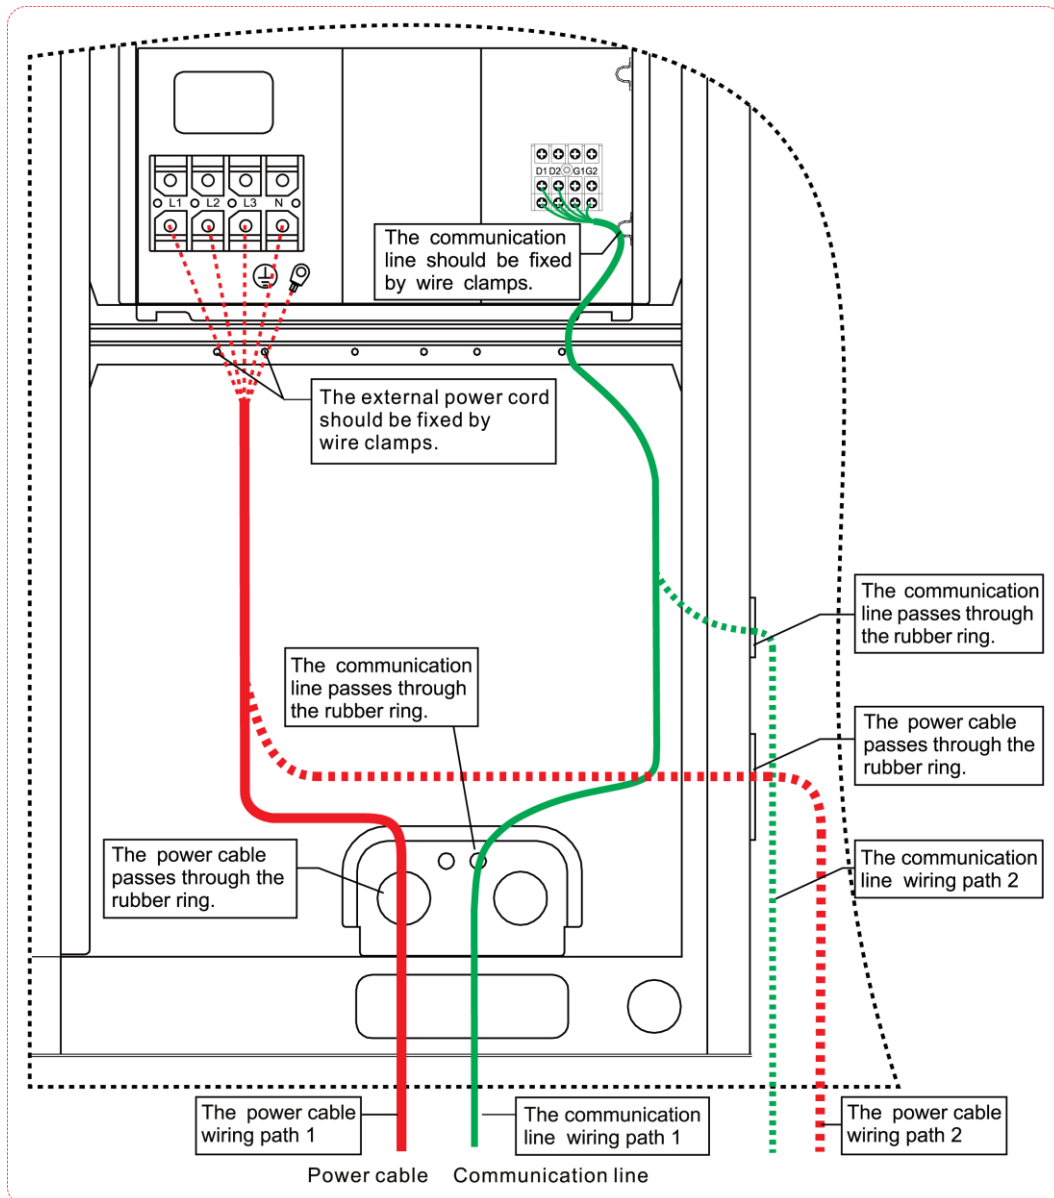 D1 D2 G1G2
L1 L2 L3 N
The communication
line should be fixed
by wire clamps.
The external power cord
should be fixed by
wire clamps.
The communication
line passes through
the rubber ring.
The communication
line passes through
the rubber ring.
The power cable
passes through the
rubber ring.
The power cable
passes through the
rubber ring.
The communication
line wiring path 2
The power cable
wiring path 1
The communication
line wiring path 1
The power cable
wiring path 2
Power cable
Communication line